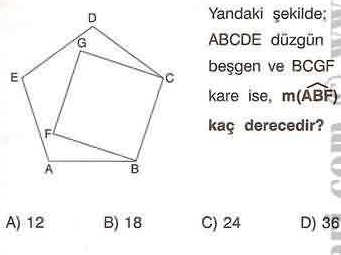 Yandaki şekilde;
ABCDE düzgün
beşgen ve BCGF
kare ise, m(ABF)
kaç derecedir?
D
G
E
C
F
A
B
A) 12 B) 18 C) 24 D) 36